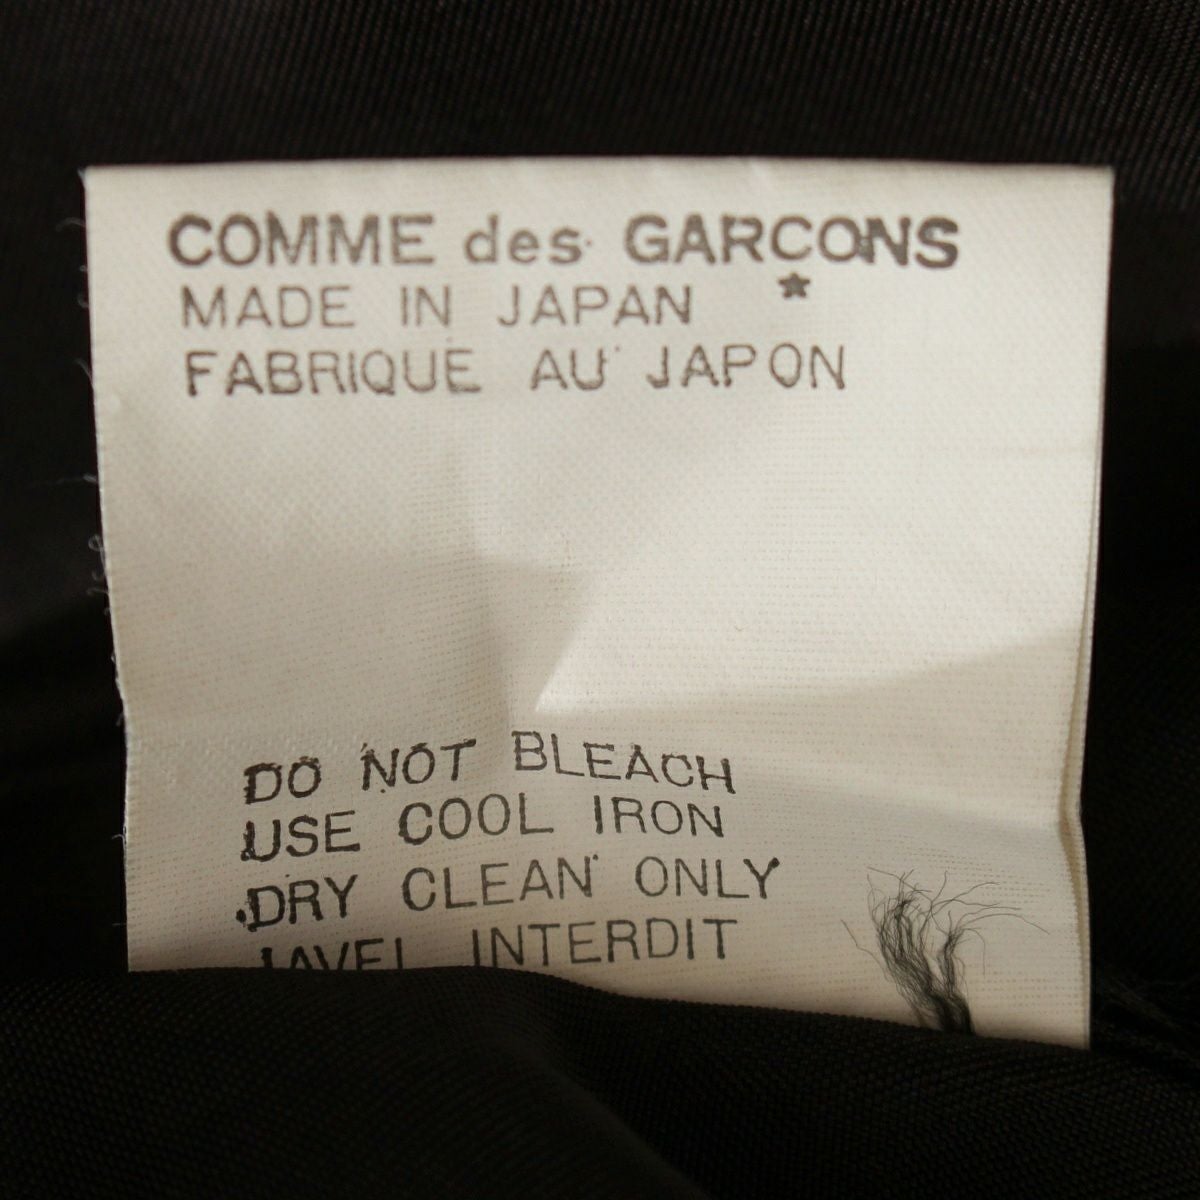 COMME des GARCONS
MADE IN JAPAN
FABRIQUE AU JAPON
DO NOT BLEACH
USE COOL IRON
DRY CLEAN ONLY
JAVEL INTERDIT